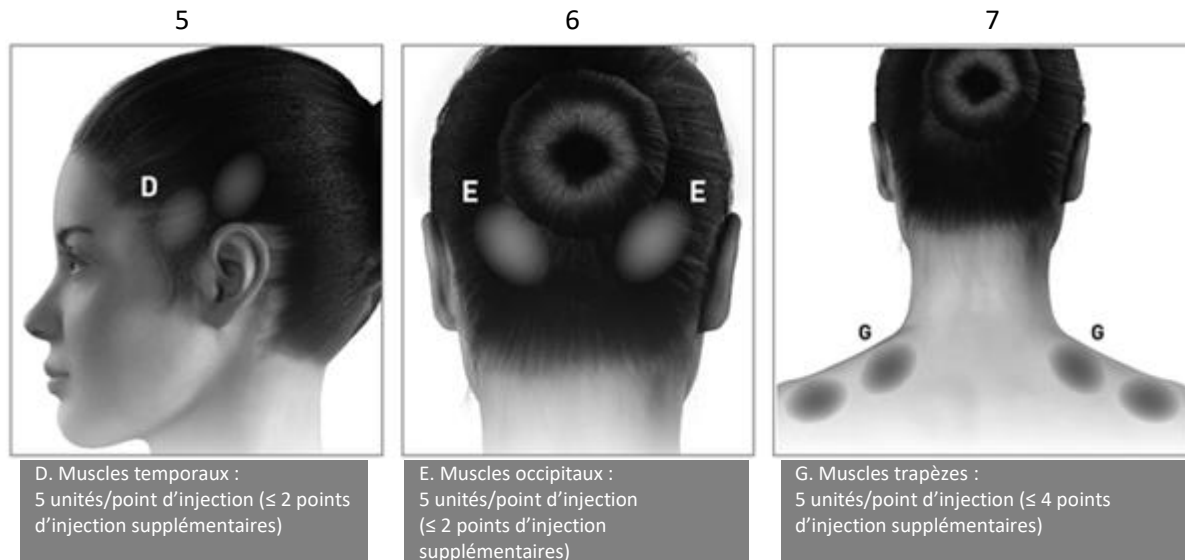 5
6
7
D
E
E
G
G
D. Muscles temporaux :
5 unités/point d’injection (≤ 2 points
d’injection supplémentaires)
E. Muscles occipitaux :
5 unités/point d’injection
(≤ 2 points d’injection
supplémentaires)
G. Muscles trapèzes :
5 unités/point d’injection (≤ 4 points
d’injection supplémentaires)